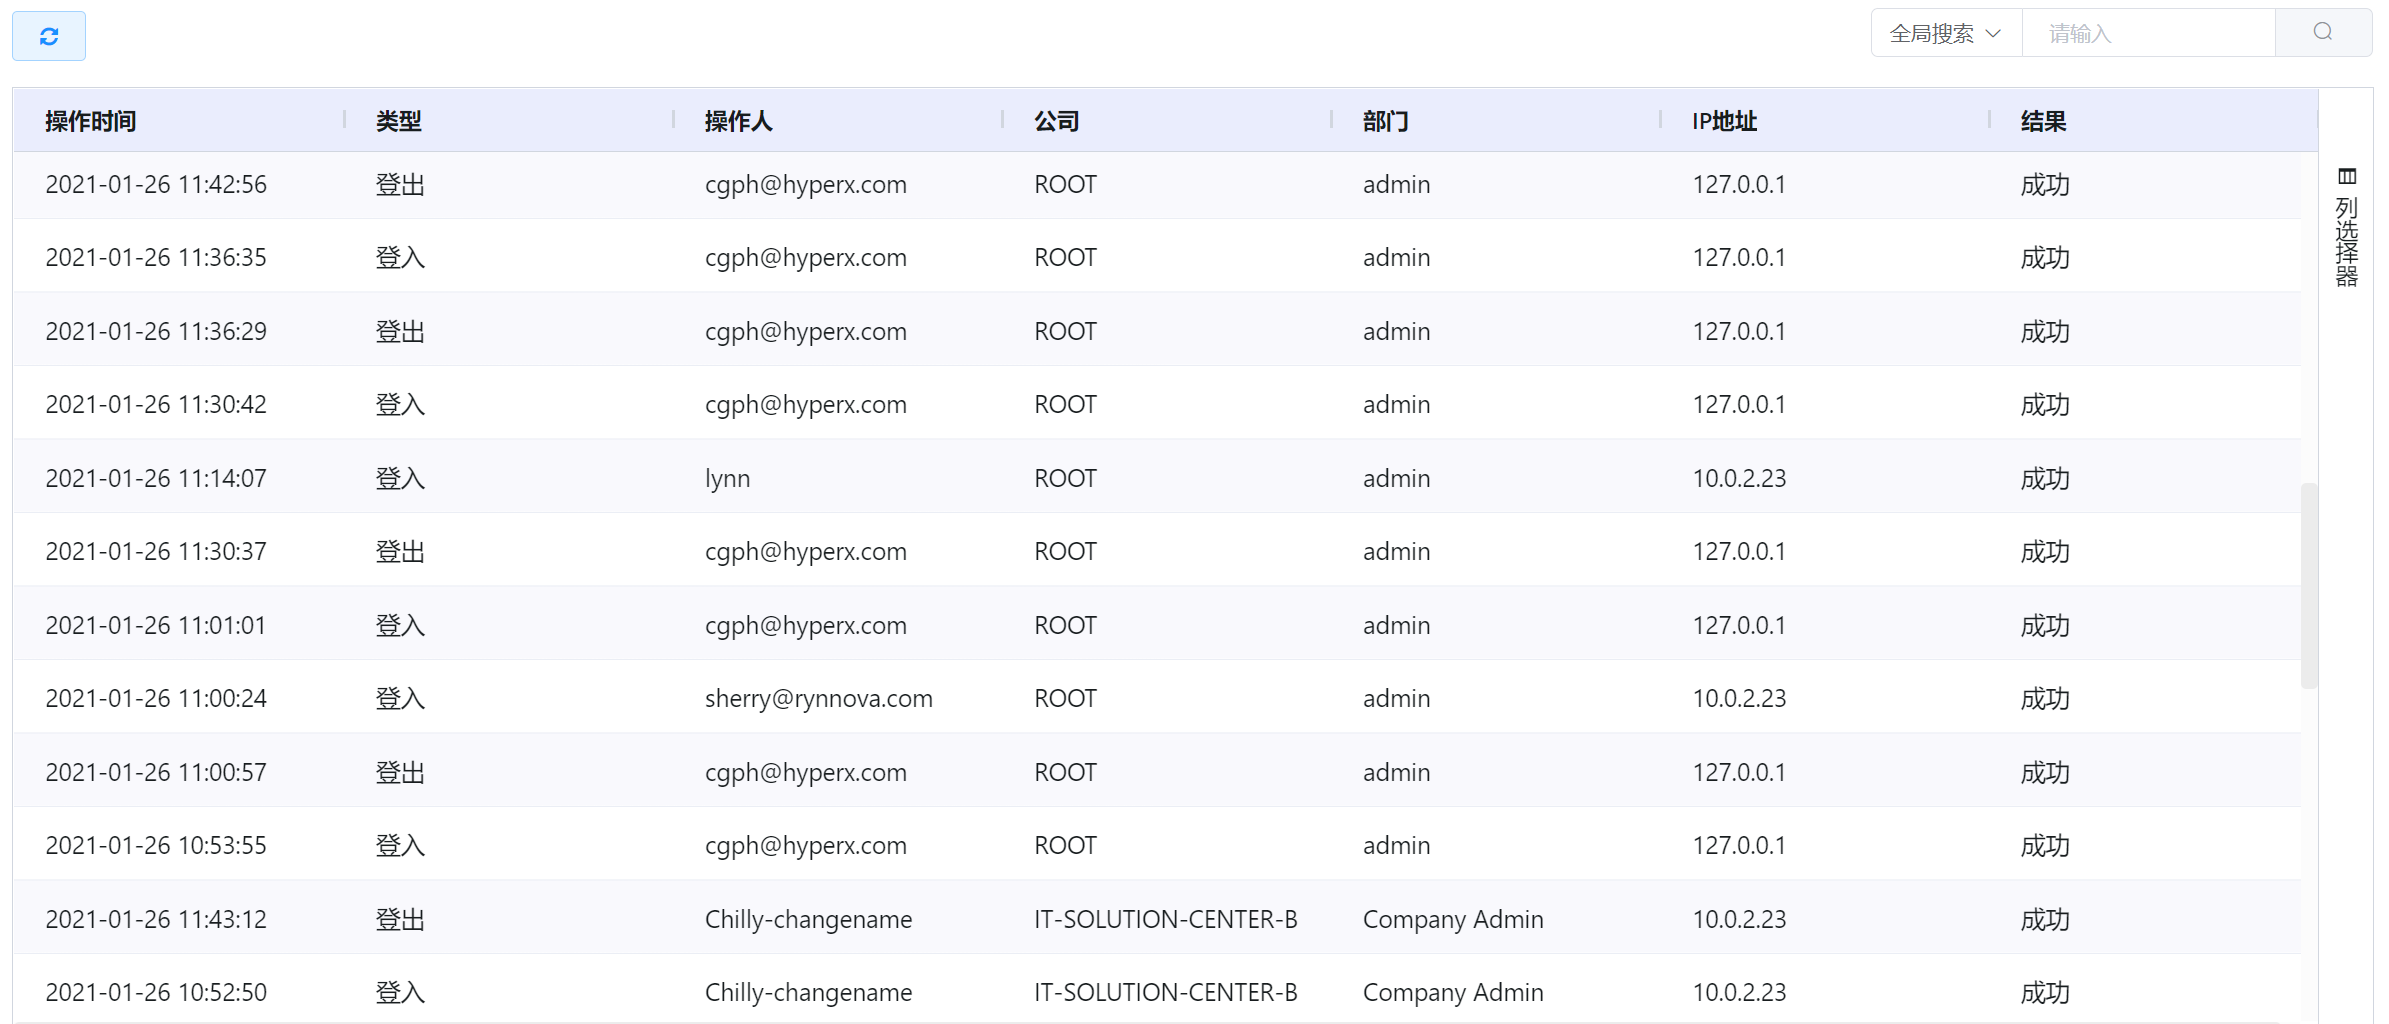 全局搜索 请输入
操作时间 类型 操作人 公司 部门 IP地址 结果
2021-01-26 11:42:56 登出 cgph@hyperx.com ROOT admin 127.0.0.1 成功
2021-01-26 11:36:35 登入 cgph@hyperx.com ROOT admin 127.0.0.1 成功
2021-01-26 11:36:29 登出 cgph@hyperx.com ROOT admin 127.0.0.1 成功
2021-01-26 11:30:42 登入 cgph@hyperx.com ROOT admin 127.0.0.1 成功
2021-01-26 11:14:07 登入 lynn ROOT admin 10.0.2.23 成功
2021-01-26 11:30:37 登出 cgph@hyperx.com ROOT admin 127.0.0.1 成功
2021-01-26 11:01:01 登入 cgph@hyperx.com ROOT admin 127.0.0.1 成功
2021-01-26 11:00:24 登入 sherry@rynnova.com ROOT admin 10.0.2.23 成功
2021-01-26 11:00:57 登出 cgph@hyperx.com ROOT admin 127.0.0.1 成功
2021-01-26 10:53:55 登入 cgph@hyperx.com ROOT admin 127.0.0.1 成功
2021-01-26 11:43:12 登出 Chilly-changename IT-SOLUTION-CENTER-B Company Admin 10.0.2.23 成功
2021-01-26 10:52:50 登入 Chilly-changename IT-SOLUTION-CENTER-B Company Admin 10.0.2.23 成功
列选择器